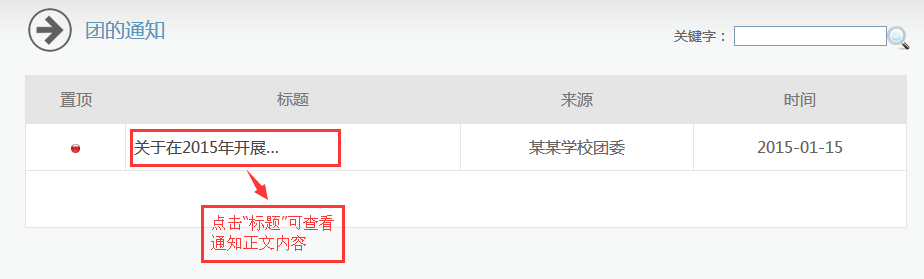 团的通知
关键字：
置顶 标题 来源 时间
关于在2015年开展... 某某学校团委 2015-01-15
点击“标题”可查看
通知正文内容